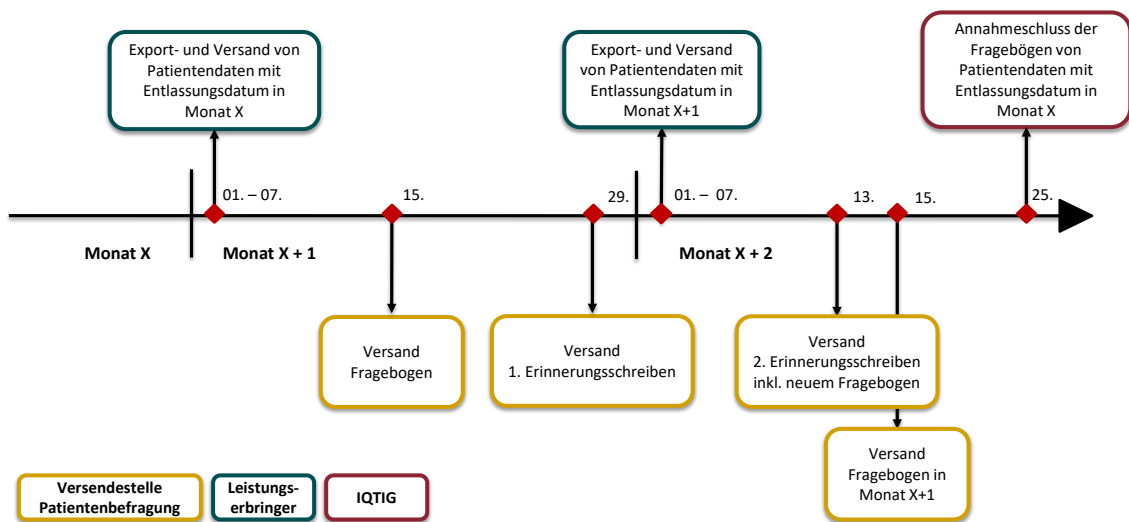 Export- und Versand von
Patientendaten mit
Entlassungsdatum in
Monat X
Export- und Versand
von Patientendaten mit
Entlassungsdatum in
Monat X+1
Annahmeschluss der
Fragebögen von
Patientendaten mit
Entlassungsdatum in
Monat X
01. – 07.
15.
29.
01. – 07.
13.
15.
25.
Monat X
Monat X + 1
Monat X + 2
Versand
Fragebogen
Versand
1. Erinnerungsschreiben
Versand
2. Erinnerungsschreiben
inkl. neuem Fragebogen
Versand
Fragebogen in
Monat X+1
Versendestelle
Patientenbefragung
Leistungs-
erbringer
IQTIG